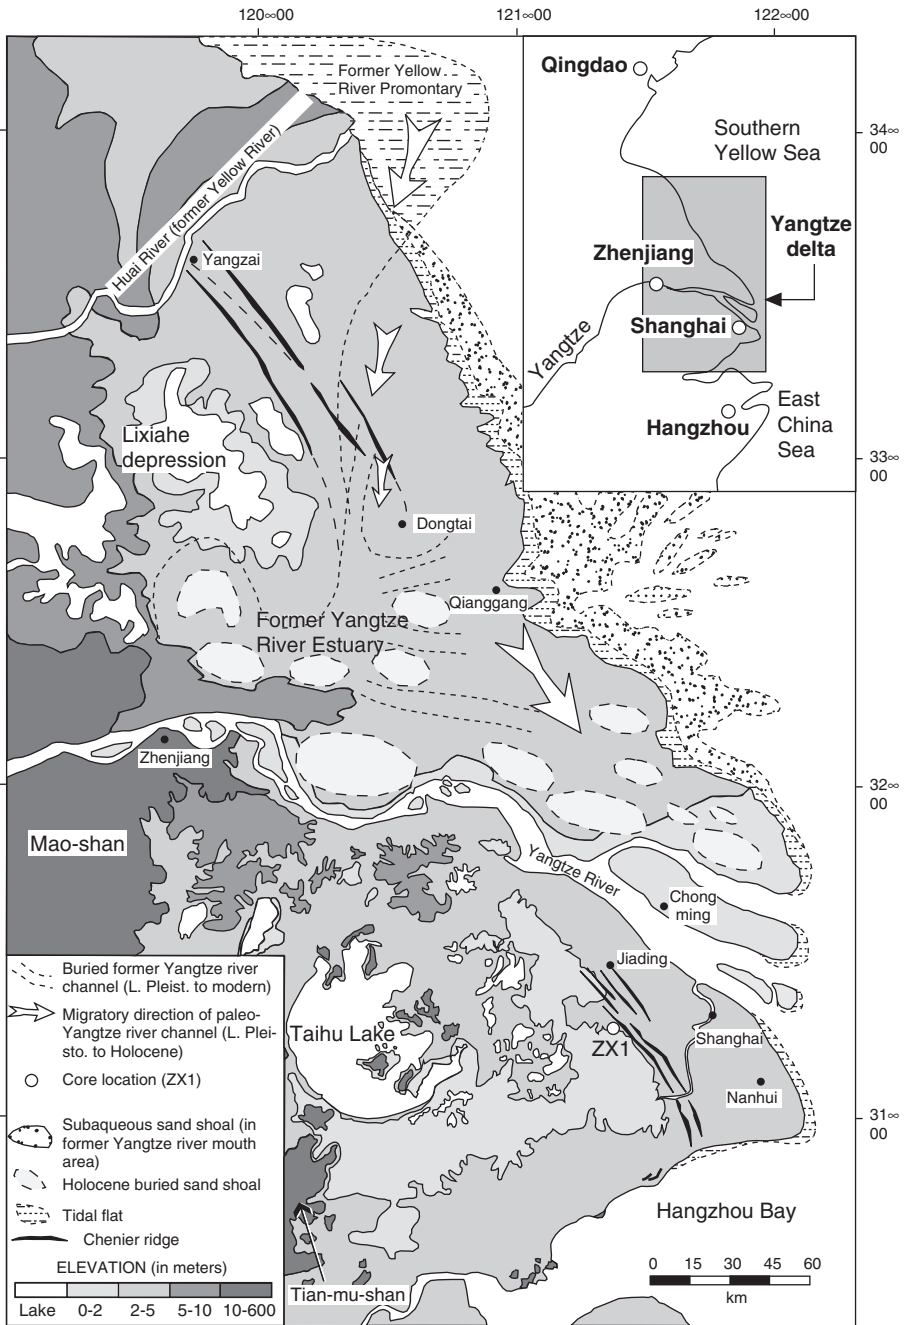 120∞00
121∞00
122∞00
Former Yellow
River Promontary
Qingdao
34∞
00
Southern
Yellow Sea
Yangtze
delta
Zhenjiang
Shanghai
Yangtze
Hangzhou
East
China
Sea
Huai River (former Yellow River)
Yangzai
Lixiahe
depression
33∞
00
Dongtai
Qianggang
Former Yangtze
River Estuary
Zhenjiang
32∞
00
Mao-shan
Yangtze River
Chong
ming
Jiading
Taihu Lake
ZX1
Shanghai
Nanhui
31∞
00
Hangzhou Bay
Tian-mu-shan
0 15 30 45 60
km
Buried former Yangtze river
channel (L. Pleist. to modern)
Migratory direction of paleo-
Yangtze river channel (L. Plei-
sto. to Holocene)
Core location (ZX1)
Subaqueous sand shoal (in
former Yangtze river mouth
area)
Holocene buried sand shoal
Tidal flat
Chenier ridge
ELEVATION (in meters)
Lake 0-2 2-5 5-10 10-600